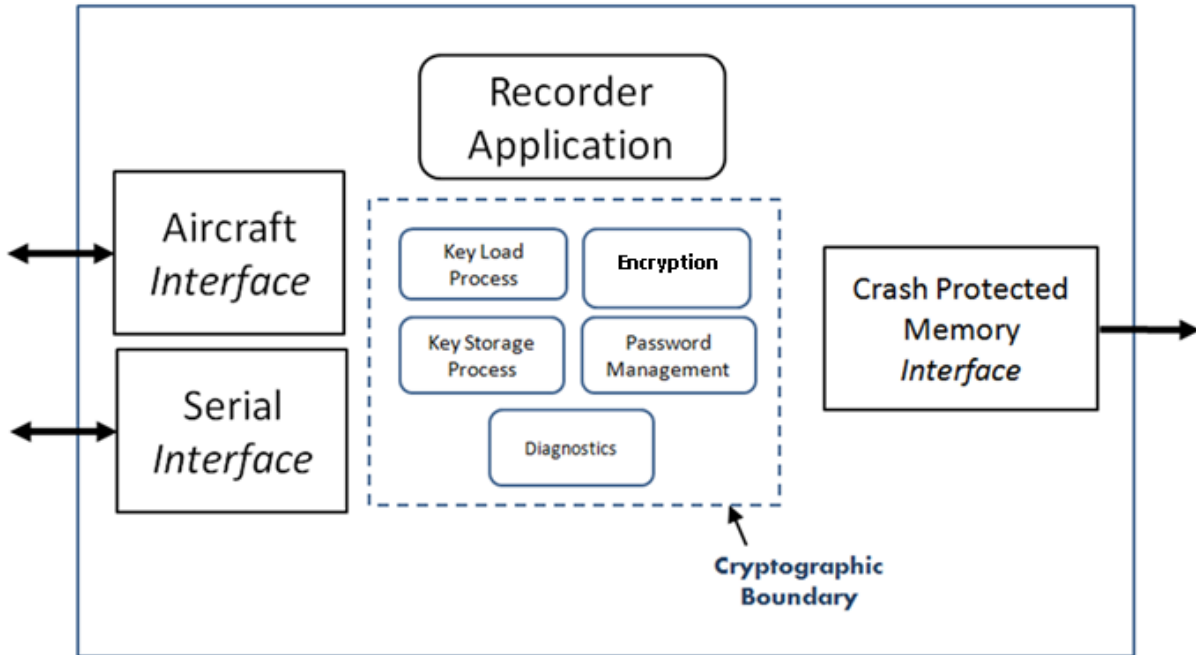 Recorder
Application
Aircraft
Interface
Serial
Interface
Key Load
Process
Encryption
Key Storage
Process
Password
Management
Diagnostics
Crash Protected
Memory
Interface
Cryptographic
Boundary